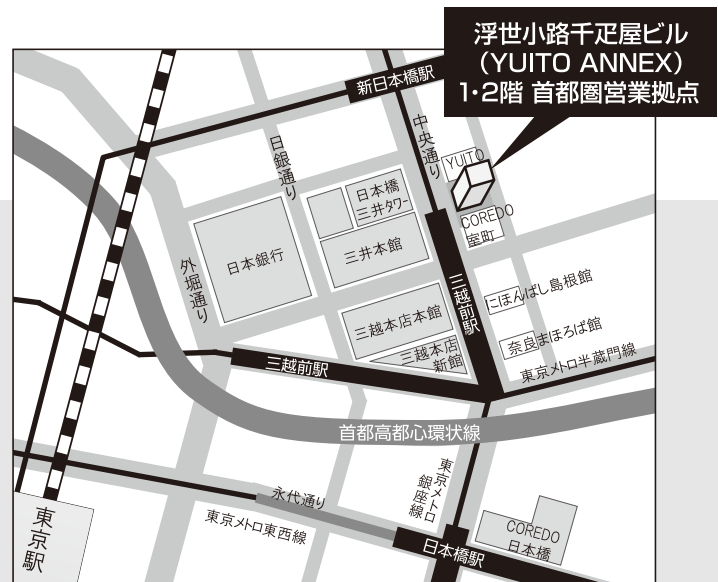 浮世小路千疋屋ビル
（YUITO ANNEX）
1・2階 首都圏営業拠点
新日本橋駅
中央通り
日銀通り
YUITO
日本橋
三井タワー
COREDO
室町
三井本館
日本銀行
外堀通り
三越前駅
にほんばし島根館
三越本店本館
奈良まほろば館
三越本店
新館
三越前駅
東京メトロ半蔵門線
首都高都心環状線
東京メトロ
銀座線
永代通り
東京メトロ東西線
COREDO
日本橋
日本橋駅
東京駅